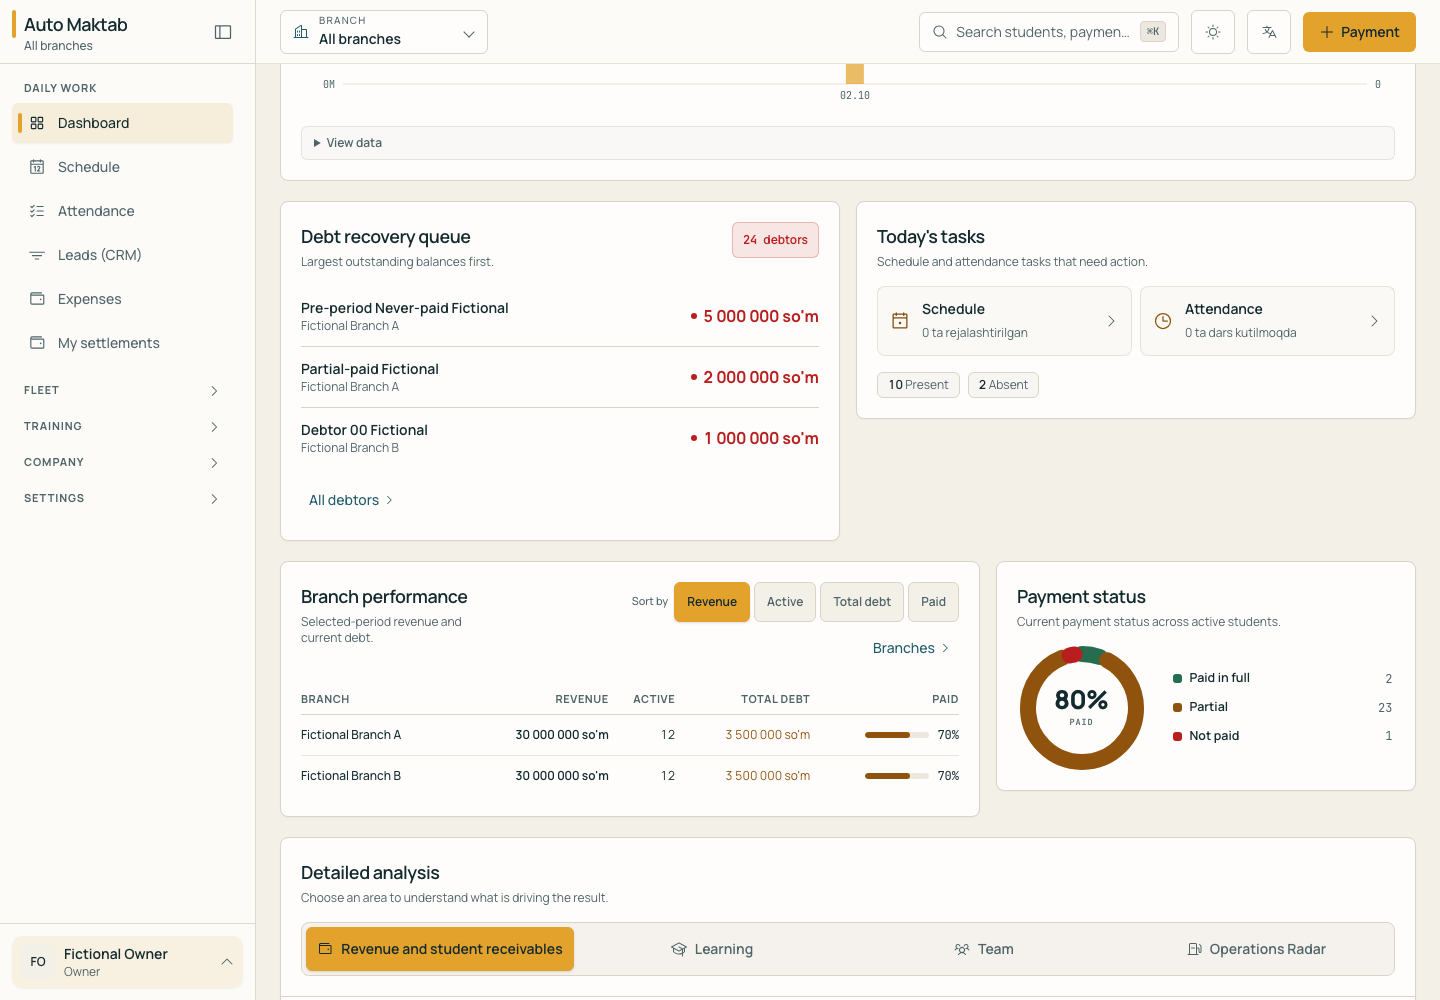 Auto Maktab
All branches
BRANCH
All branches
Search students, paymen...
⌘K
Payment
DAILY WORK
Dashboard
Schedule
Attendance
Leads (CRM)
Expenses
My settlements
FLEET
TRAINING
COMPANY
SETTINGS
FO
Fictional Owner
Owner
0M
0
02.10
View data
Debt recovery queue
Largest outstanding balances first.
24 debtors
Pre-period Never-paid Fictional
Fictional Branch A
5 000 000 so'm
Partial-paid Fictional
Fictional Branch A
2 000 000 so'm
Debtor 00 Fictional
Fictional Branch B
1 000 000 so'm
All debtors
Today's tasks
Schedule and attendance tasks that need action.
Schedule
0 ta rejalashtirilgan
Attendance
0 ta dars kutilmoqda
10 Present
2 Absent
Branch performance
Selected-period revenue and
current debt.
Sort by
Revenue
Active
Total debt
Paid
Branches
BRANCH REVENUE ACTIVE TOTAL DEBT PAID
Fictional Branch A 30 000 000 so'm 12 3 500 000 so'm 70%
Fictional Branch B 30 000 000 so'm 12 3 500 000 so'm 70%
Payment status
Current payment status across active students.
80%
PAID
Paid in full 2
Partial 23
Not paid 1
Detailed analysis
Choose an area to understand what is driving the result.
Revenue and student receivables
Learning
Team
Operations Radar